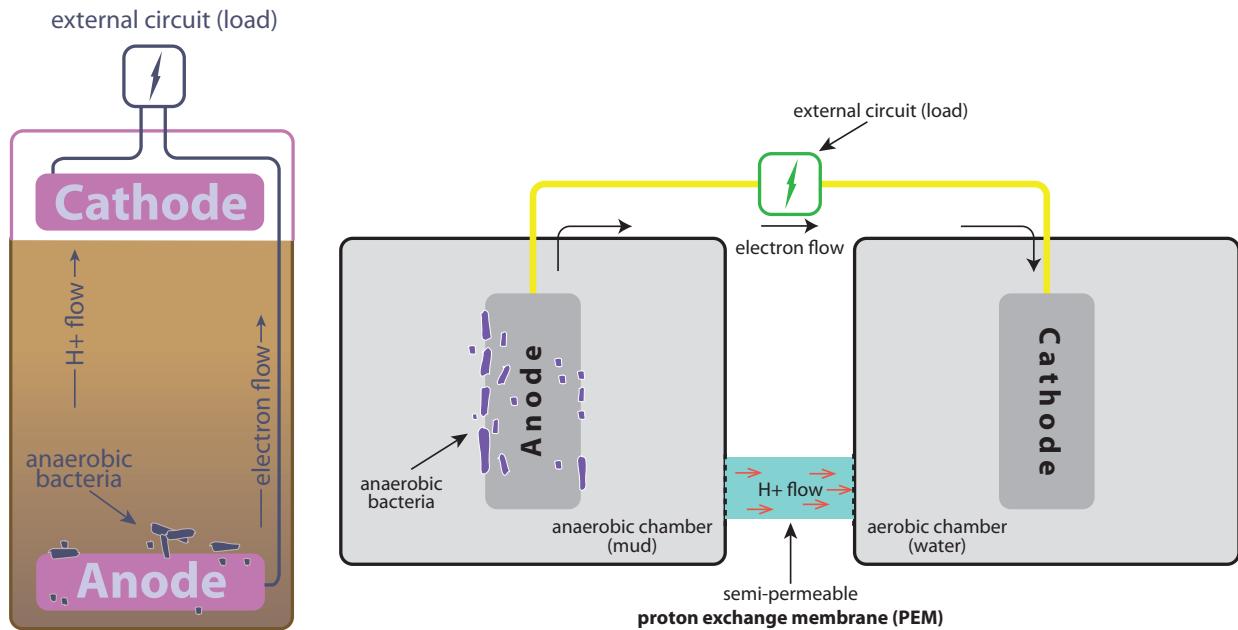 external circuit (load)
Cathode
H+ flow
electron flow
anaerobic
bacteria
Anode
external circuit (load)
electron flow
Anode
Cathode
anaerobic
bacteria
H+ flow
anaerobic chamber
(mud)
aerobic chamber
(water)
semi-permeable
proton exchange membrane (PEM)